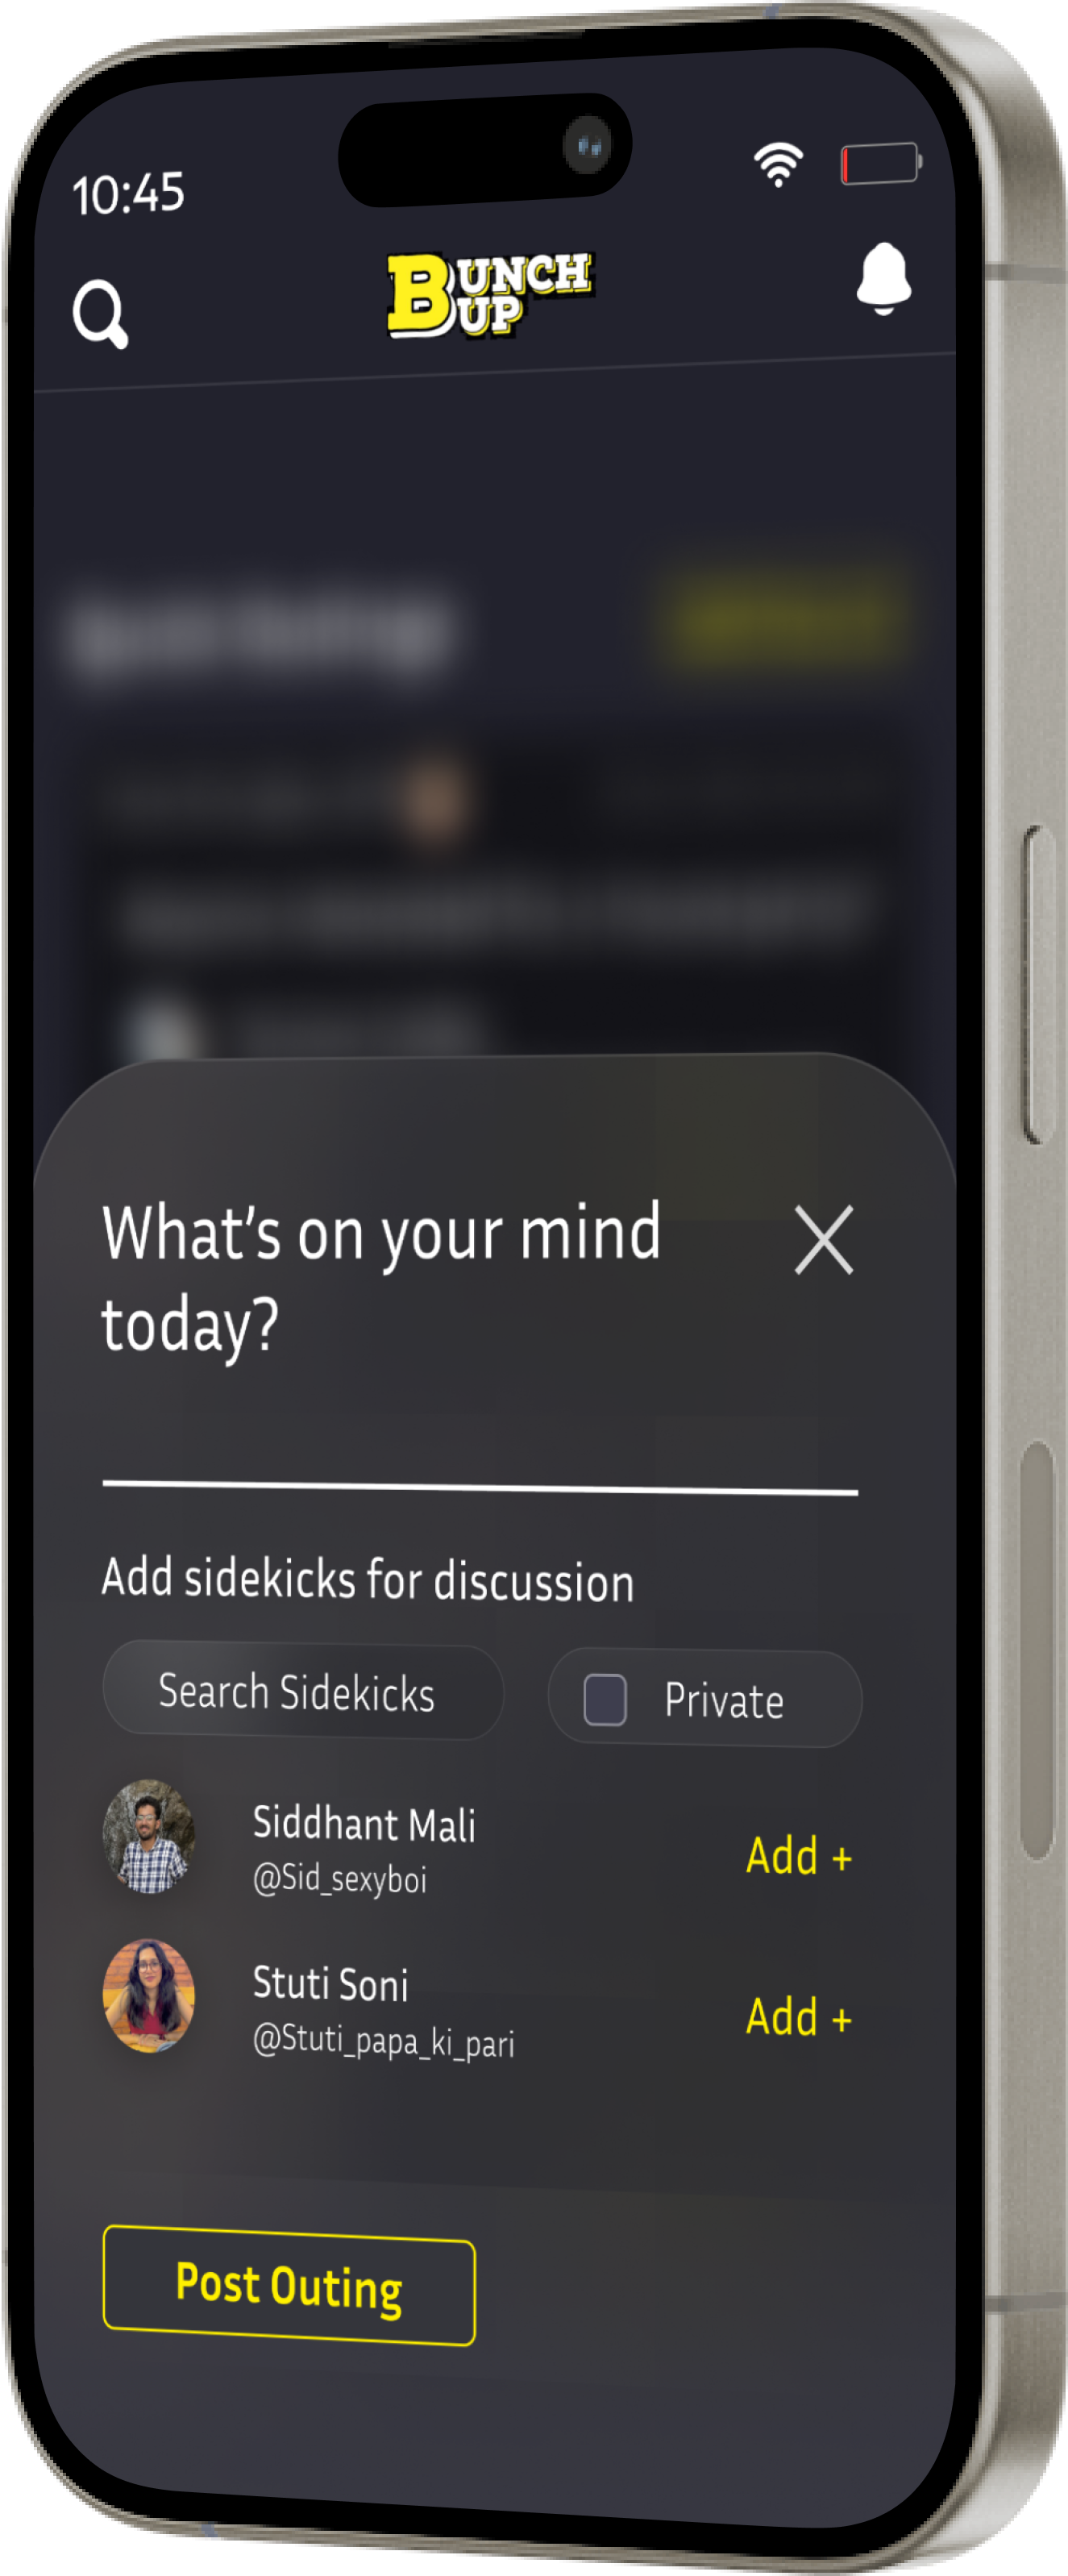 10:45
BUNCH
UP
What's on your mind
today?
Add sidekicks for discussion
Search Sidekicks
Private
Siddhant Mali
@Sid_sexyboi
Add +
Stuti Soni
@Stuti_papa_ki_pari
Add +
Post Outing